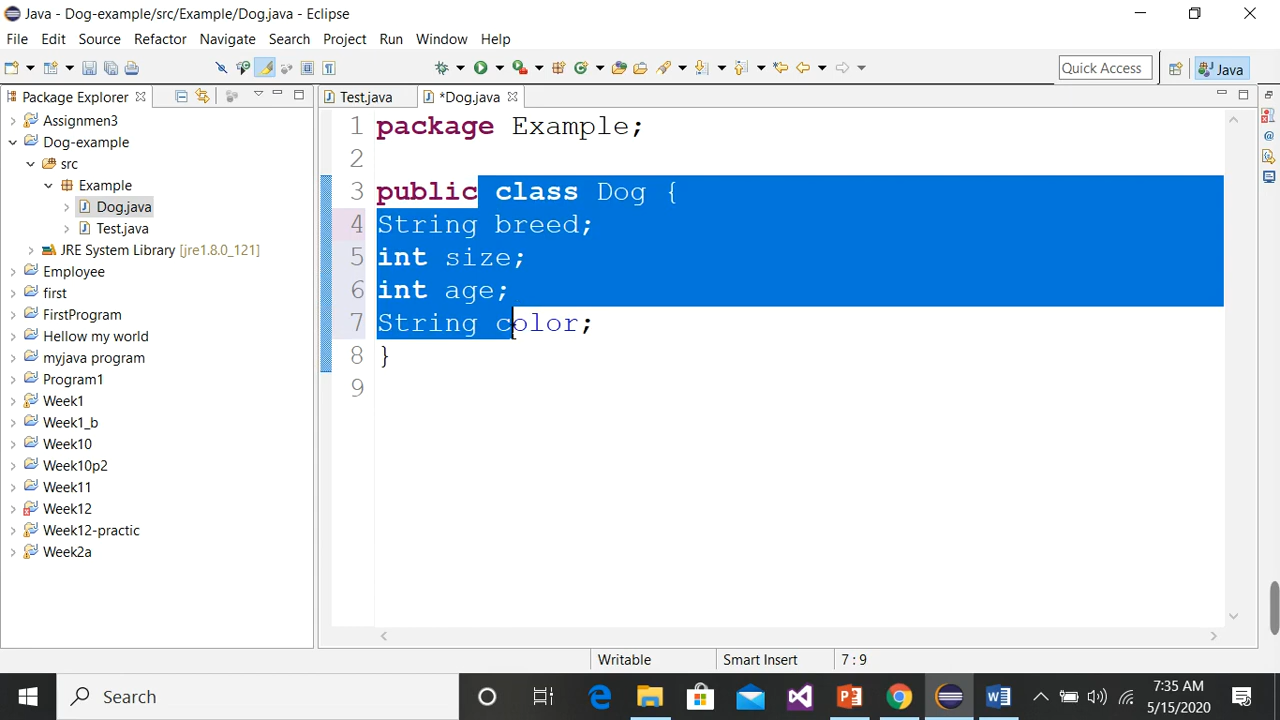 Java - Dog-example/src/Example/Dog.java - Eclipse
File Edit Source Refactor Navigate Search Project Run Window Help
Quick Access Java
Package Explorer
Assignmen3
Dog-example
src
Example
Dog.java
Test.java
JRE System Library [jre1.8.0_121]
Employee
first
FirstProgram
Hellow my world
myjava program
Program1
Week1
Week1_b
Week10
Week10p2
Week11
Week12
Week12-practic
Week2a
Test.java *Dog.java
1 package Example;
2
3 public class Dog {
4 String breed;
5 int size;
6 int age;
7 String color;
8 }
9
Writable Smart Insert 7 : 9
Search
7:35 AM
5/15/2020